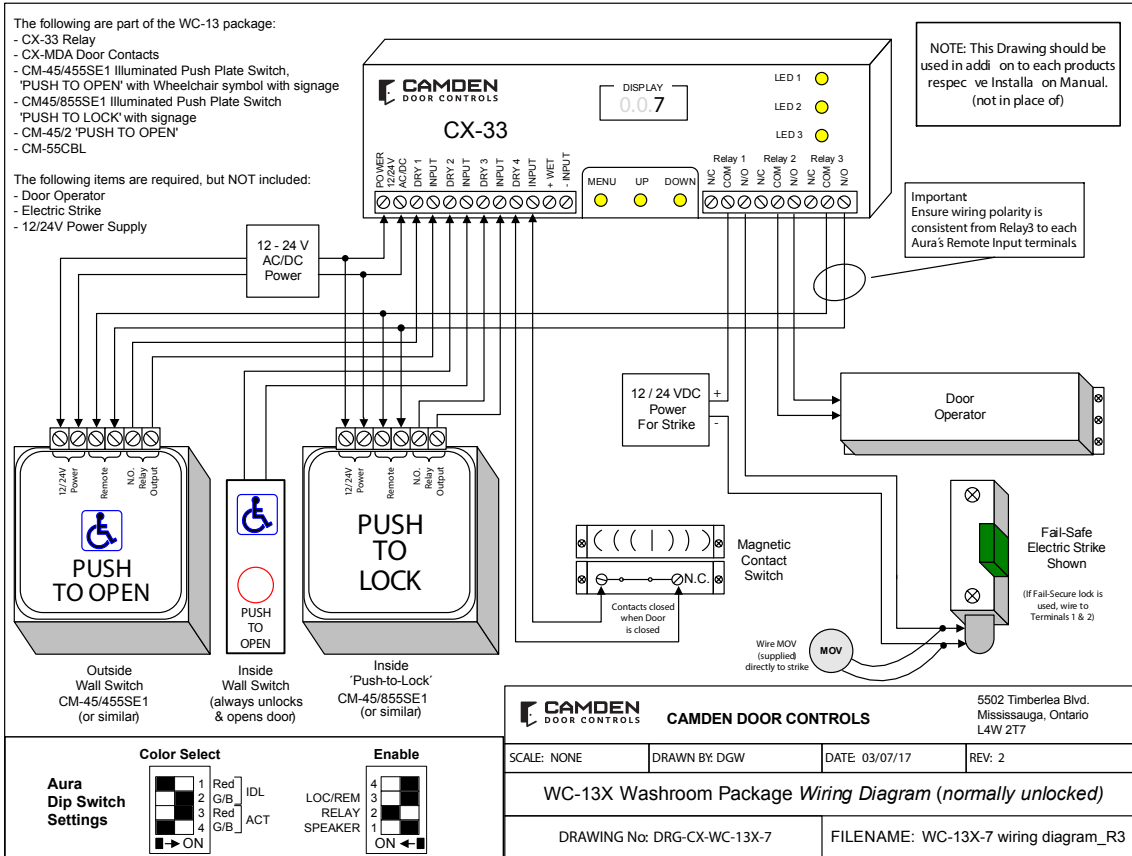 The following are part of the WC-13 package:
- CX-33 Relay
- CX-MDA Door Contacts
- CM-45/455SE1 Illuminated Push Plate Switch,
'PUSH TO OPEN' with Wheelchair symbol with signage
- CM45/855SE1 Illuminated Push Plate Switch
'PUSH TO LOCK' with signage
- CM-45/2 'PUSH TO OPEN'
- CM-55CBL
The following items are required, but NOT included:
- Door Operator
- Electric Strike
- 12/24V Power Supply
CAMDEN
DOOR CONTROLS
CX-33
DISPLAY
0.0.7
LED 1
LED 2
LED 3
POWER
12/24V
AC/DC
DRY 1
INPUT
DRY 2
INPUT
DRY 3
INPUT
DRY 4
INPUT
+ WET
- INPUT
MENU UP DOWN
Relay 1 Relay 2 Relay 3
N/C COM N/O N/C COM N/O N/C COM N/O
NOTE: This Drawing should be
used in addi on to each products
respec ve Installa on Manual.
(not in place of)
Important
Ensure wiring polarity is
consistent from Relay3 to each
Aura's Remote Input terminals
12 - 24 V
AC/DC
Power
12 / 24 VDC
Power
For Strike
+
-
Door
Operator
12/24V
Power
Remote
N.O.
Relay
Output
PUSH
TO OPEN
Outside
Wall Switch
CM-45/455SE1
(or similar)
PUSH
TO
OPEN
Inside
Wall Switch
(always unlocks
& opens door)
12/24V
Power
Remote
N.O.
Relay
Output
PUSH
TO
LOCK
Inside
'Push-to-Lock'
CM-45/855SE1
(or similar)
N.C.
Contacts closed
when Door
is closed
Magnetic
Contact
Switch
Fail-Safe
Electric Strike
Shown
(If Fail-Secure lock is
used, wire to
Terminals 1 & 2)
Wire MOV
(supplied)
directly to strike
MOV
Aura
Dip Switch
Settings
Color Select
1 Red
2 G/B
IDL
3 Red
4 G/B
ACT
ON
Enable
4
LOC/REM 3
RELAY 2
SPEAKER 1
ON
CAMDEN
DOOR CONTROLS
CAMDEN DOOR CONTROLS
5502 Timberlea Blvd.
Mississauga, Ontario
L4W 2T7
SCALE: NONE
DRAWN BY: DGW
DATE: 03/07/17
REV: 2
WC-13X Washroom Package Wiring Diagram (normally unlocked)
DRAWING No: DRG-CX-WC-13X-7
FILENAME: WC-13X-7 wiring diagram_R3